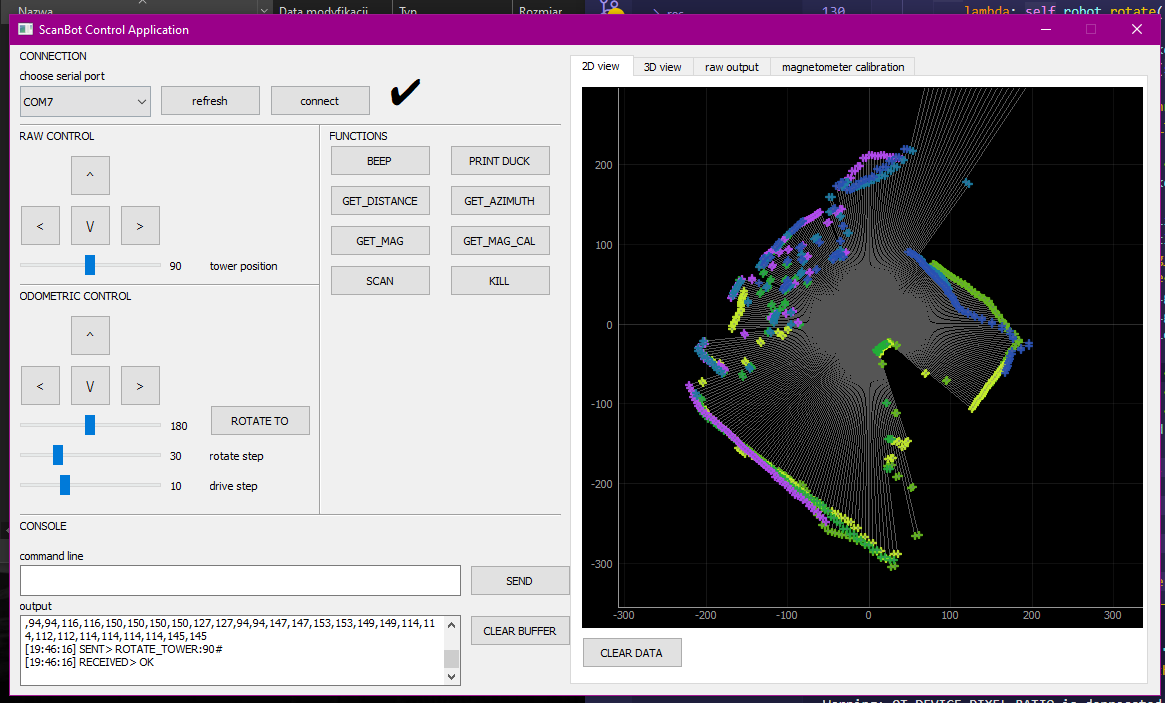 Nazwa
Data modyfikacji
Typ
Rozmiar
130
lambda: self.robot.rotate(
ScanBot Control Application
CONNECTION
choose serial port
COM7
refresh
connect
✔
RAW CONTROL
^
< V >
90 tower position
ODOMETRIC CONTROL
^
< V >
180 ROTATE TO
30 rotate step
10 drive step
FUNCTIONS
BEEP PRINT DUCK
GET_DISTANCE GET_AZIMUTH
GET_MAG GET_MAG_CAL
SCAN KILL
CONSOLE
command line
SEND
output
,94,94,116,116,150,150,150,150,127,127,94,94,147,147,153,153,149,149,114,11
4,112,112,114,114,114,114,145,145
[19:46:16] SENT> ROTATE_TOWER:90#
[19:46:16] RECEIVED> OK
CLEAR BUFFER
2D view 3D view raw output magnetometer calibration
200
100
0
-100
-200
-300
-300 -200 -100 0 100 200 300
CLEAR DATA